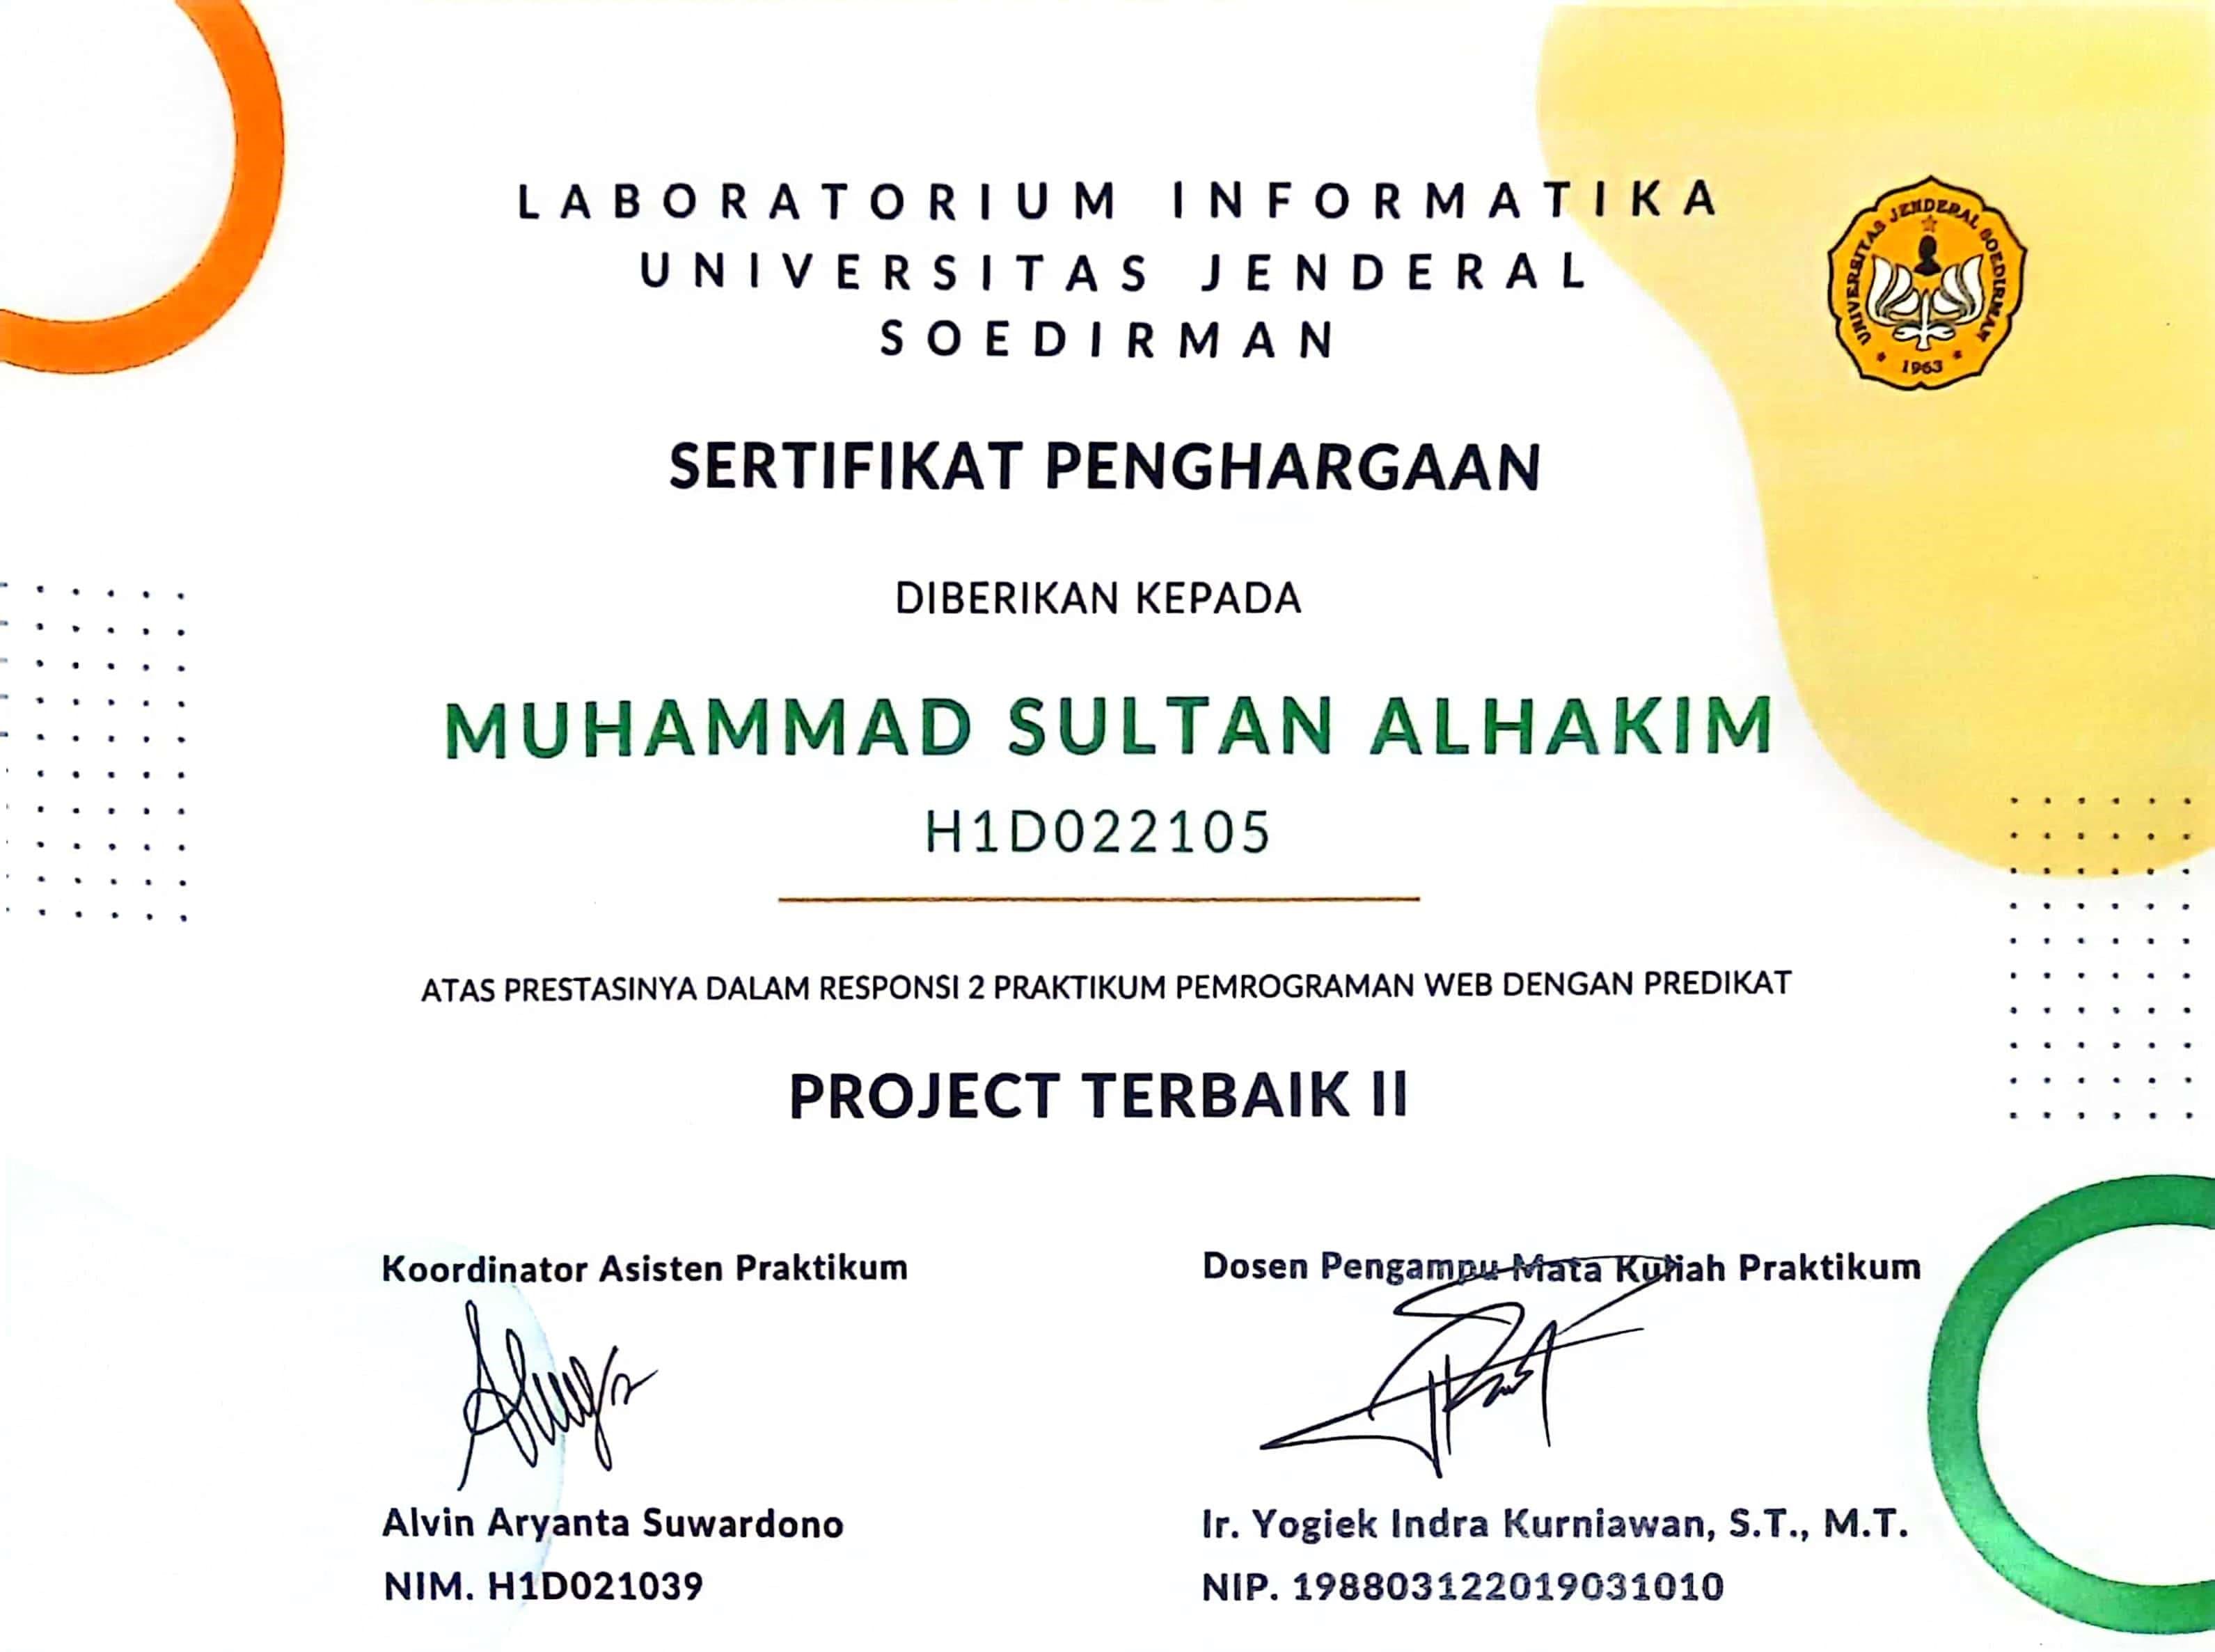 LABORATORIUM INFORMATIKA
UNIVERSITAS JENDERAL
SOEDIRMAN
UNIVERSITAS JENDERAL SOEDIRMAN
1963
SERTIFIKAT PENGHARGAAN
DIBERIKAN KEPADA
MUHAMMAD SULTAN ALHAKIM
H1D022105
ATAS PRESTASINYA DALAM RESPONSI 2 PRAKTIKUM PEMROGRAMAN WEB DENGAN PREDIKAT
PROJECT TERBAIK II
Koordinator Asisten Praktikum
Alvin Aryanta Suwardono
NIM. H1D021039
Dosen Pengampu Mata Kuliah Praktikum
Ir. Yogiek Indra Kurniawan, S.T., M.T.
NIP. 198803122019031010